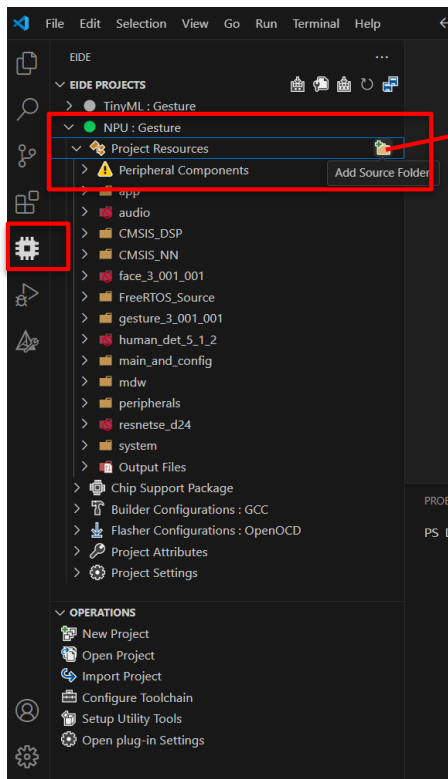 File Edit Selection View Go Run Terminal Help
EIDE
EIDE PROJECTS
TinyML : Gesture
NPU : Gesture
Project Resources
Peripheral Components
Add Source Folder
app
audio
CMSIS_DSP
CMSIS_NN
face_3_001_001
FreeRTOS_Source
gesture_3_001_001
human_det_5_1_2
main_and_config
mdw
peripherals
resnetse_d24
system
Output Files
Chip Support Package
Builder Configurations : GCC
Flasher Configurations : OpenOCD
Project Attributes
Project Settings
OPERATIONS
New Project
Open Project
Import Project
Configure Toolchain
Setup Utility Tools
Open plug-in Settings
PS